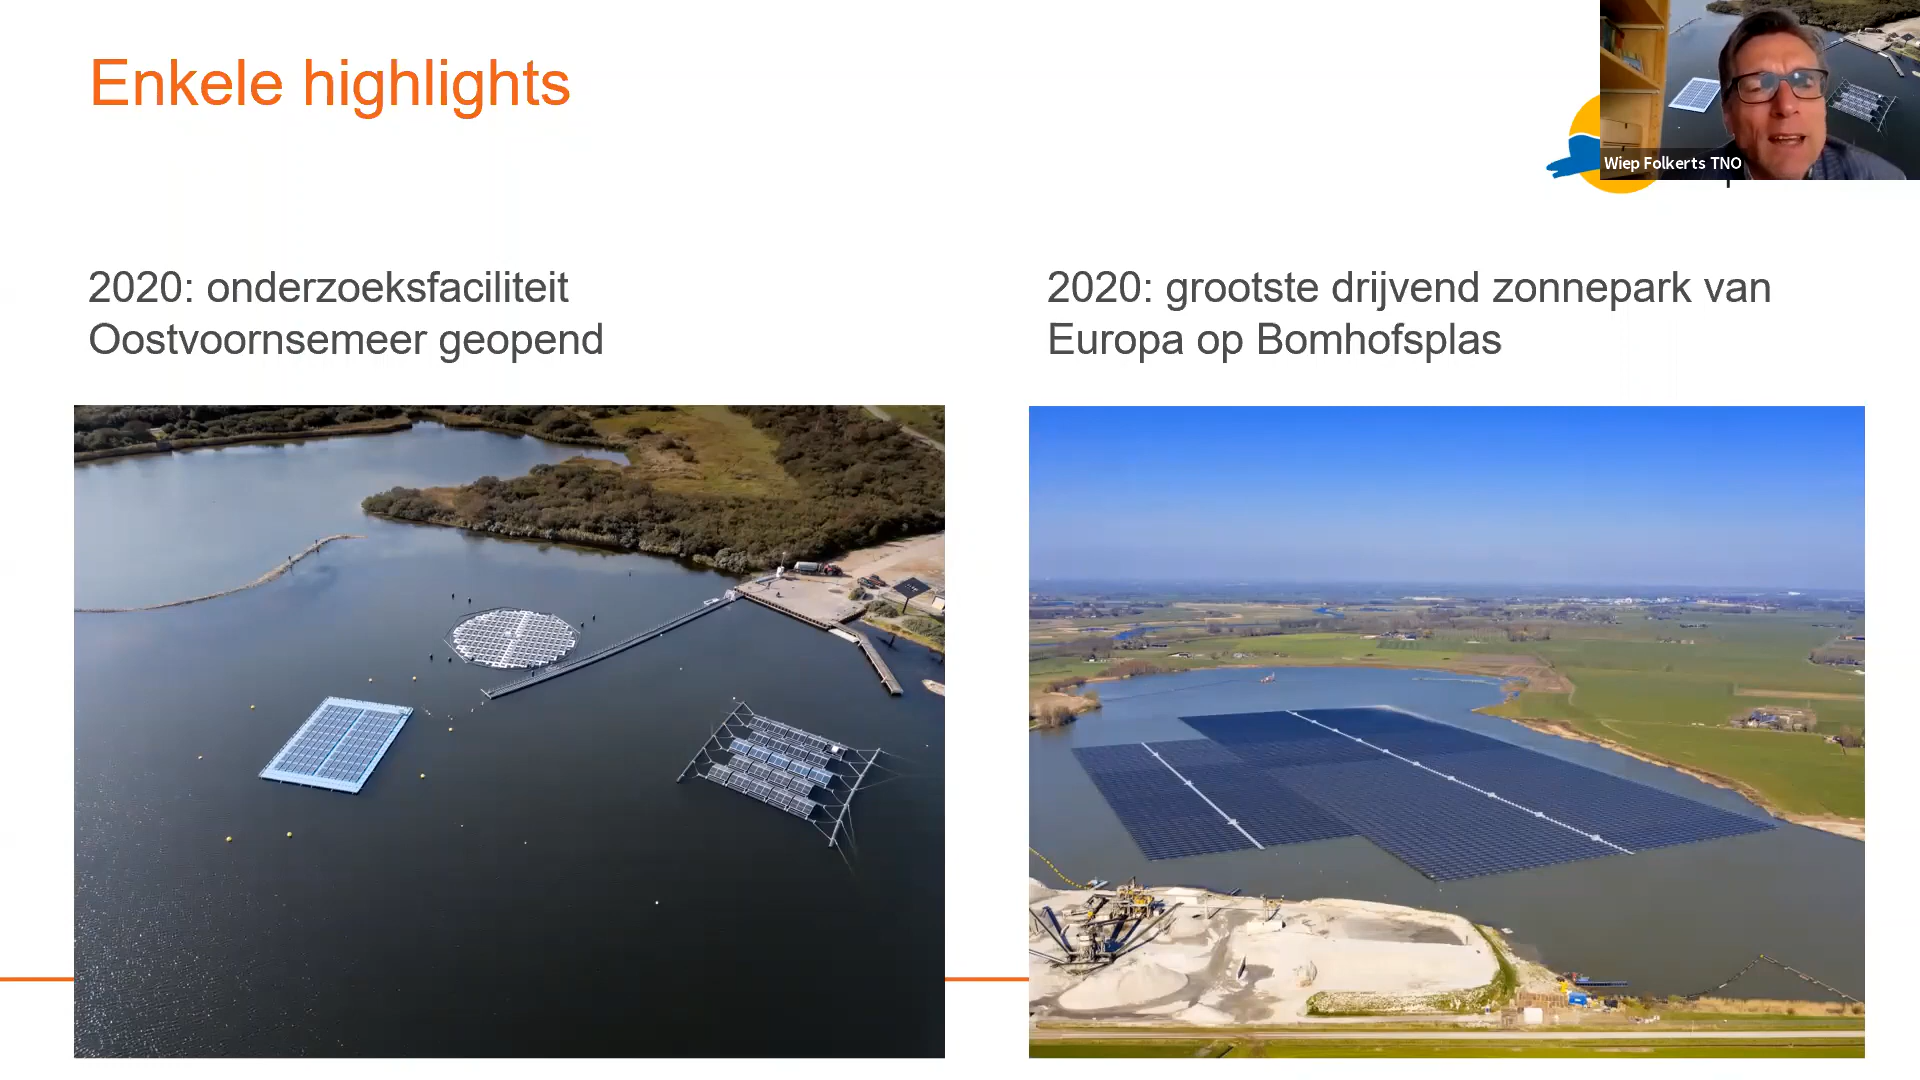 Enkele highlights
Wiep Folkerts TNO
2020: onderzoeksfaciliteit
Oostvoornsemeer geopend
2020: grootste drijvend zonnepark van
Europa op Bomhofsplas